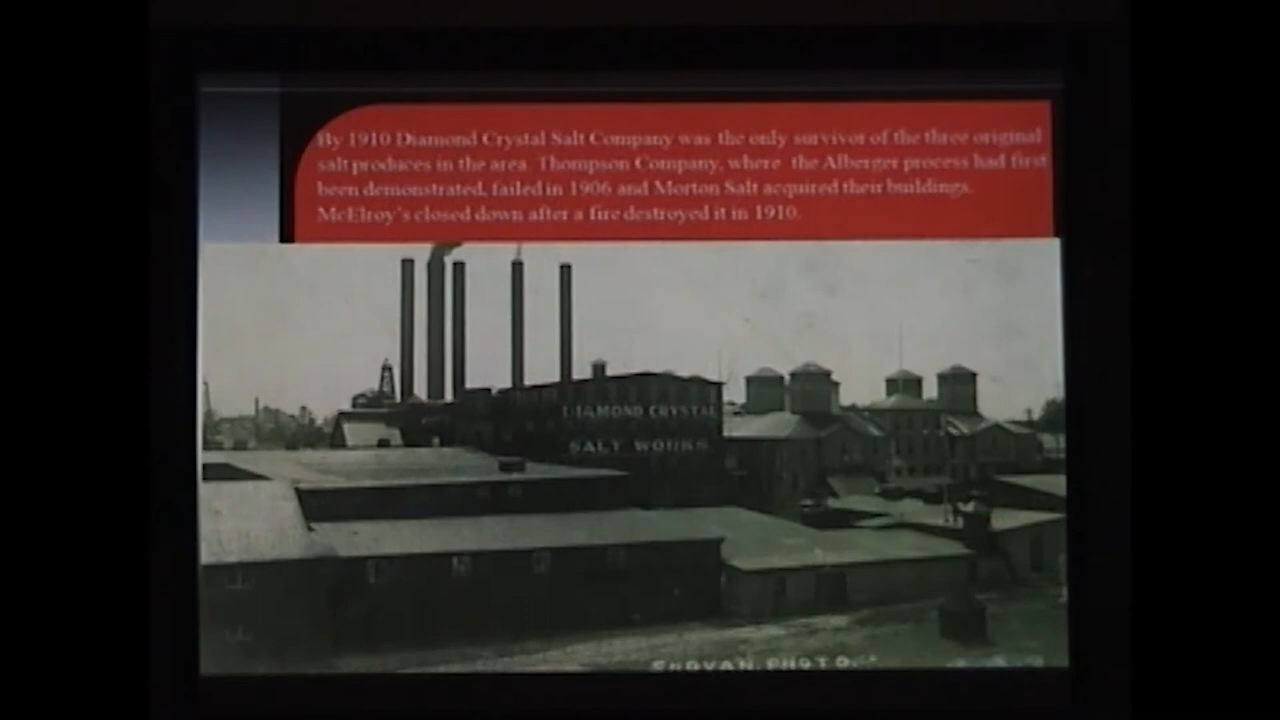 By 1910 Diamond Crystal Salt Company was the only survivor of the three original
salt produces in the area. Thompson Company, where the Alberger process had first
been demonstrated, failed in 1906 and Morton Salt acquired their buildings.
McElroy's closed down after a fire destroyed it in 1910.
DIAMOND CRYSTAL
SALT WORKS
PHOTO.